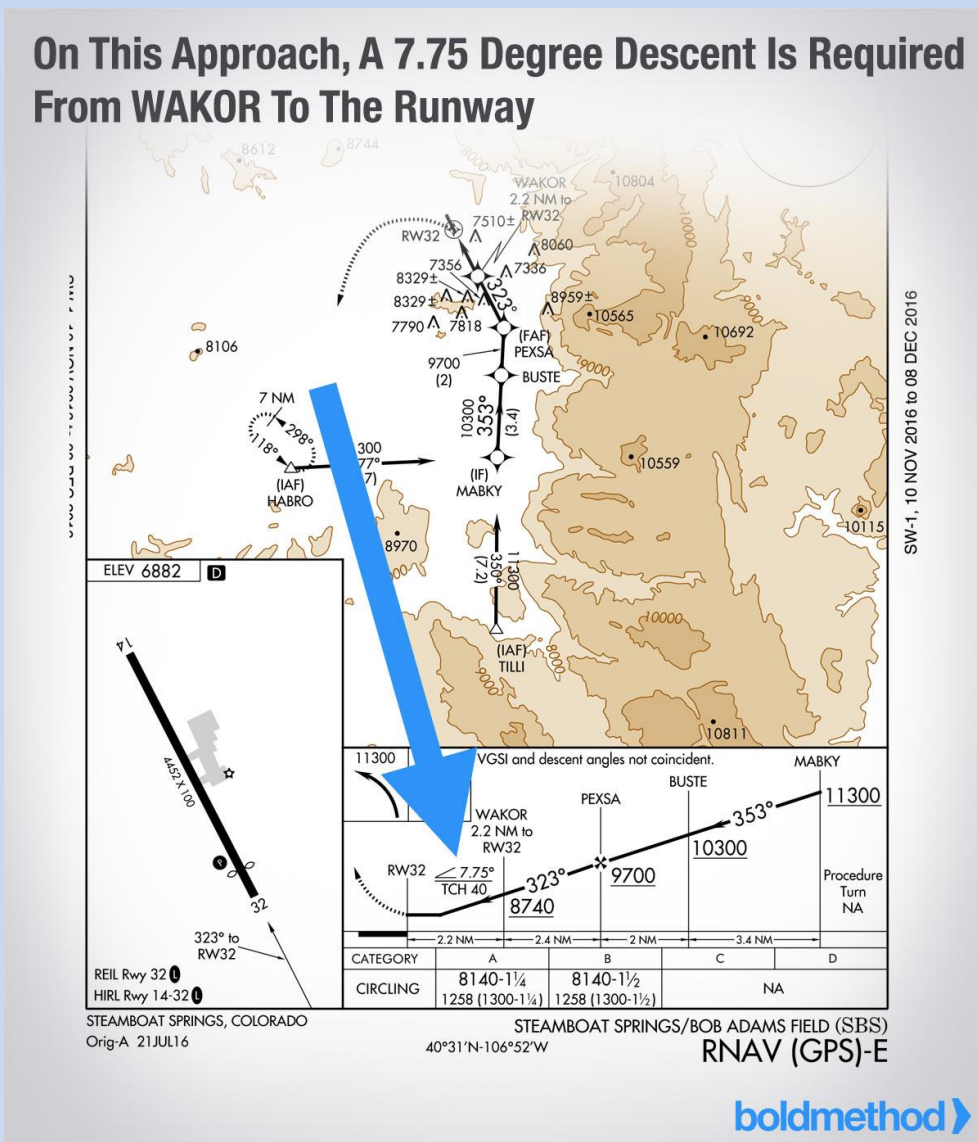 On This Approach, A 7.75 Degree Descent Is Required
From WAKOR To The Runway
8612
8744
8000
10804
10000
WAKOR
2.2 NM to
RW32
7510±
RW32
8060
7356
7336
8329±
8329±
323°
8959±
7790
7818
10565
10692
(FAF)
PEXSA
9000
8106
9700
(2)
BUSTE
7 NM
298°
118°
10300
353°
(3.4)
300
77°
7)
(IAF)
HABRO
(IF)
MABKY
10559
10115
8970
11300
350°
(7.2)
10000
(IAF)
TILLI
8000
9000
10811
SW-1, 10 NOV 2016 to 08 DEC 2016
ELEV 6882
D
14
4452 X 100
32
323° to
RW32
REIL Rwy 32 L
HIRL Rwy 14-32 L
11300
VGSI and descent angles not coincident.
MABKY
BUSTE
PEXSA
WAKOR
2.2 NM to
RW32
RW32
7.75°
TCH 40
353°
11300
10300
323°
9700
8740
Procedure
Turn
NA
2.2 NM
2.4 NM
2 NM
3.4 NM
CATEGORY A B C D
CIRCLING 8140-1¼ 8140-1½ NA
1258 (1300-1¼) 1258 (1300-1½)
STEAMBOAT SPRINGS, COLORADO
Orig-A 21JUL16
40°31'N-106°52'W
STEAMBOAT SPRINGS/BOB ADAMS FIELD (SBS)
RNAV (GPS)-E
boldmethod